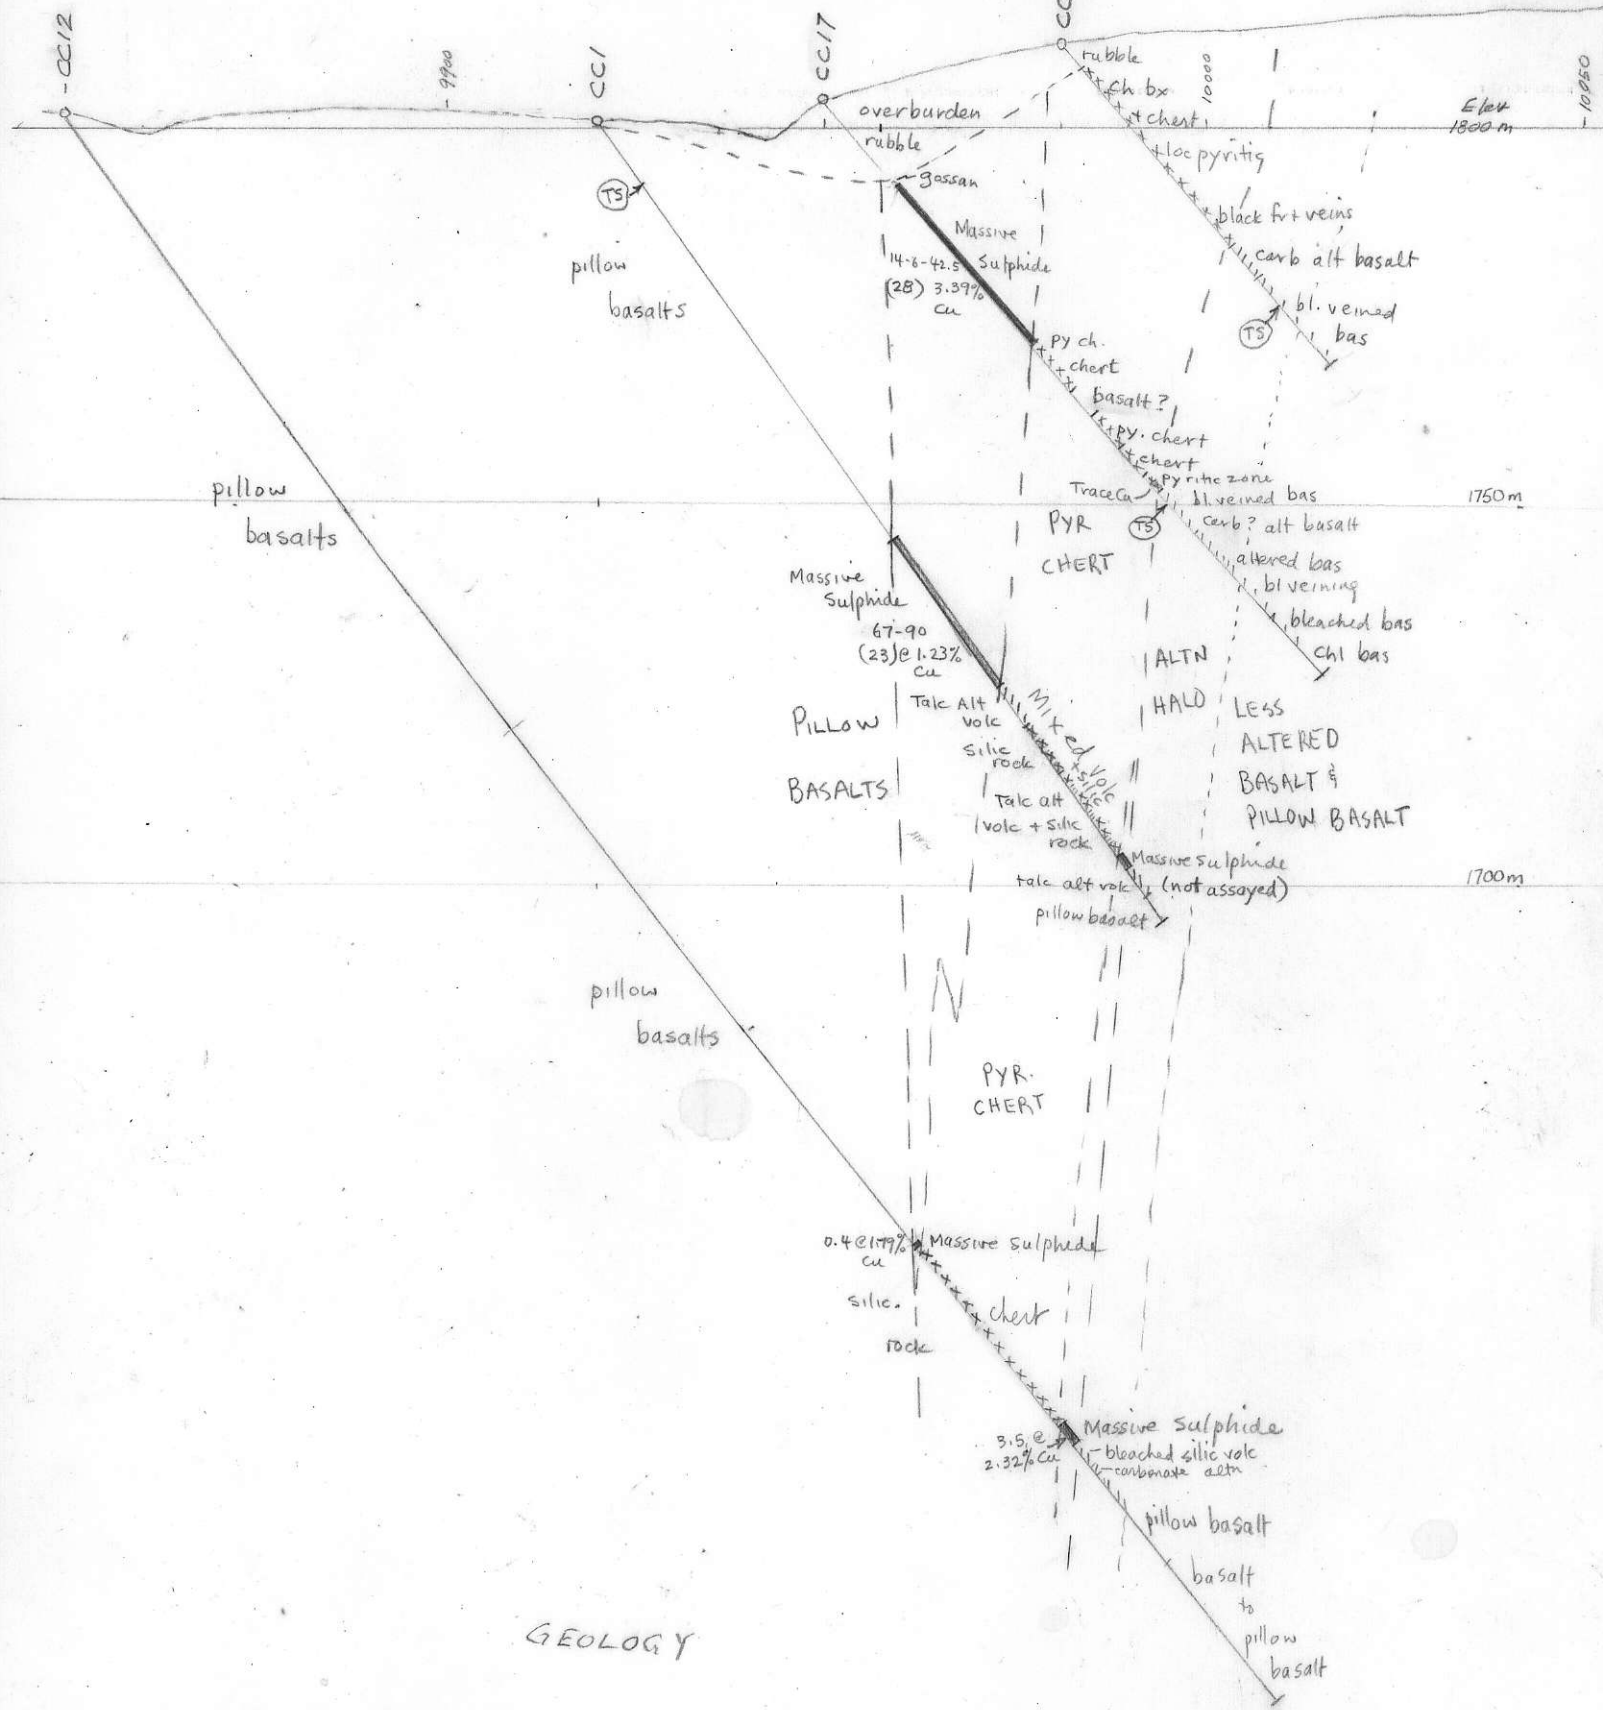 CC12
9900
CC1
CC17
CC
10000
10050
rubble
ch. bx
chert
Elev
1800 m
overburden
rubble
loc pyritiz
gossan
TS
black fr + veins
Massive
Sulphide
carb alt basalt
14-6-42.5
(28) 3.39%
Cu
pillow
basalts
bl. veined
bas
TS
py ch.
chert
basalt?
py. chert
chert
pyritic zone
Trace Cu
bl. veined bas
1750 m
pillow
basalts
TS
carb? alt basalt
PYR
CHERT
altered bas
bl veining
bleached bas
chl bas
Massive
Sulphide
67-90
(23)@ 1.23%
Cu
ALTN
HALO
LESS
ALTERED
BASALT &
PILLOW BASALT
PILLOW
BASALTS
Talc Alt
volc
silic
rock
Mixed volc
+ silic
Talc alt
volc + silic
rock
Massive sulphide
(not assayed)
talc alt volc
pillow basalt
1700 m
pillow
basalts
PYR.
CHERT
0.4 @ 1.79%
Cu
Massive sulphide
silic.
rock
chert
Massive Sulphide
3.5 @
2.32% Cu
bleached silic volc
carbonate altn
pillow basalt
basalt
to
pillow
basalt
GEOLOGY